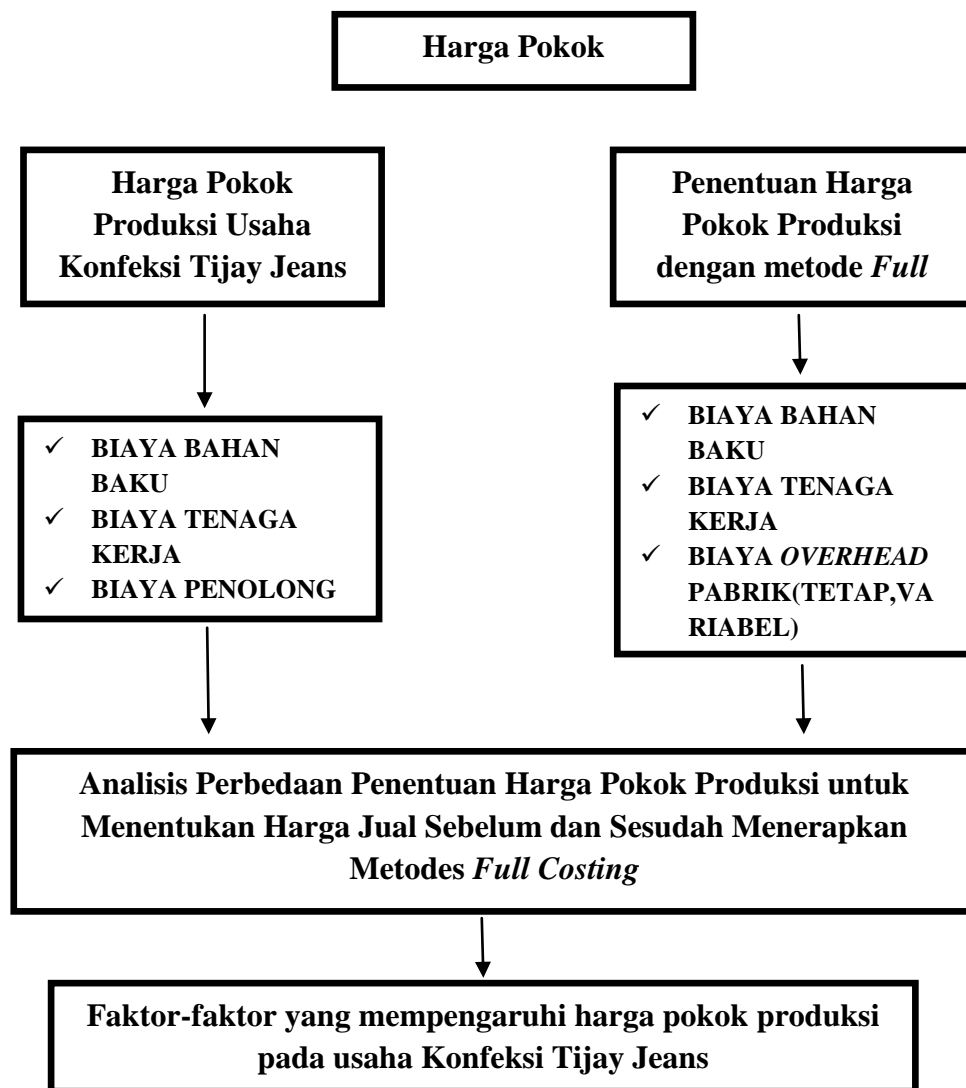 Harga Pokok
Harga Pokok
Produksi Usaha
Konfeksi Tijay Jeans
Penentuan Harga
Pokok Produksi
dengan metode Full
✓ BIAYA BAHAN
BAKU
✓ BIAYA TENAGA
KERJA
✓ BIAYA PENOLONG
✓ BIAYA BAHAN
BAKU
✓ BIAYA TENAGA
KERJA
✓ BIAYA OVERHEAD
PABRIK(TETAP,VA
RIABEL)
Analisis Perbedaan Penentuan Harga Pokok Produksi untuk
Menentukan Harga Jual Sebelum dan Sesudah Menerapkan
Metodes Full Costing
Faktor-faktor yang mempengaruhi harga pokok produksi
pada usaha Konfeksi Tijay Jeans